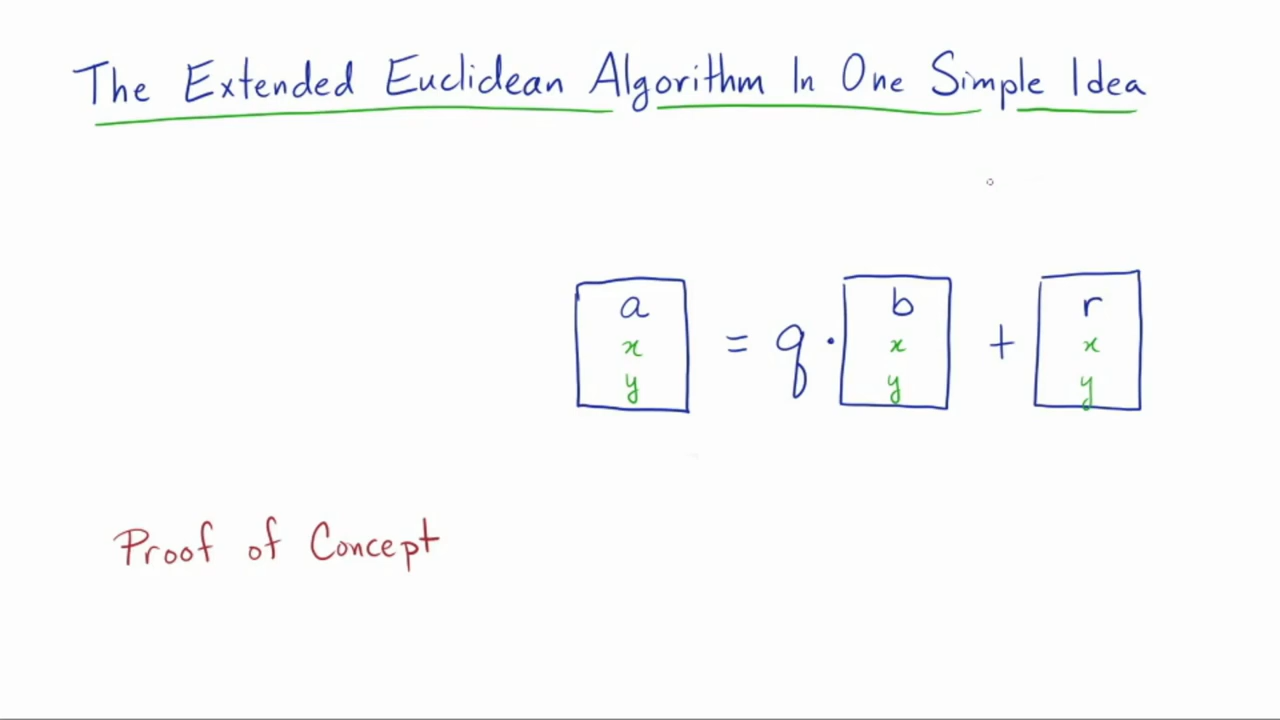 The Extended Euclidean Algorithm In One Simple Idea
a = q · b + r
x x x
y y y
Proof of Concept